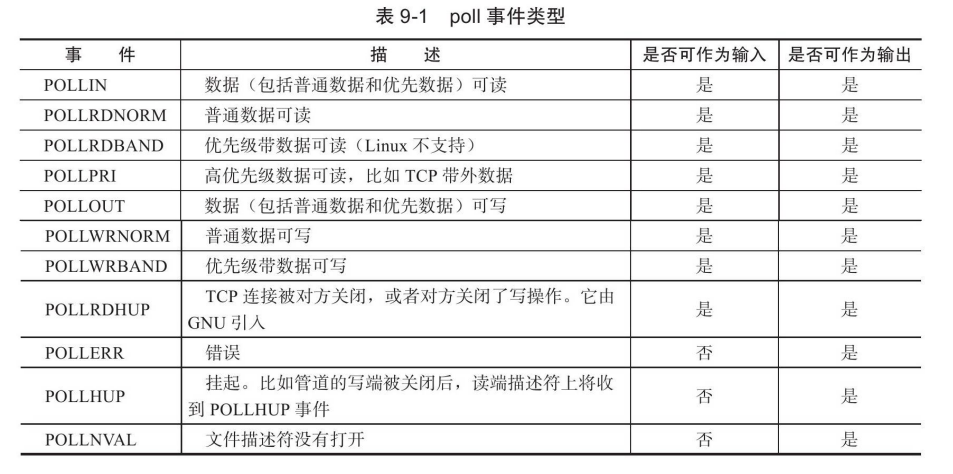 表 9-1 poll 事件类型
事 件 描 述 是否可作为输入 是否可作为输出
POLLIN 数据（包括普通数据和优先数据）可读 是 是
POLLRDNORM 普通数据可读 是 是
POLLRDBAND 优先级带数据可读（Linux 不支持） 是 是
POLLPRI 高优先级数据可读，比如 TCP 带外数据 是 是
POLLOUT 数据（包括普通数据和优先数据）可写 是 是
POLLWRNORM 普通数据可写 是 是
POLLWRBAND 优先级带数据可写 是 是
POLLRDHUP TCP 连接被对方关闭，或者对方关闭了写操作。它由
GNU 引入 是 是
POLLERR 错误 否 是
POLLHUP 挂起。比如管道的写端被关闭后，读端描述符上将收
到 POLLHUP 事件 否 是
POLLNVAL 文件描述符没有打开 否 是